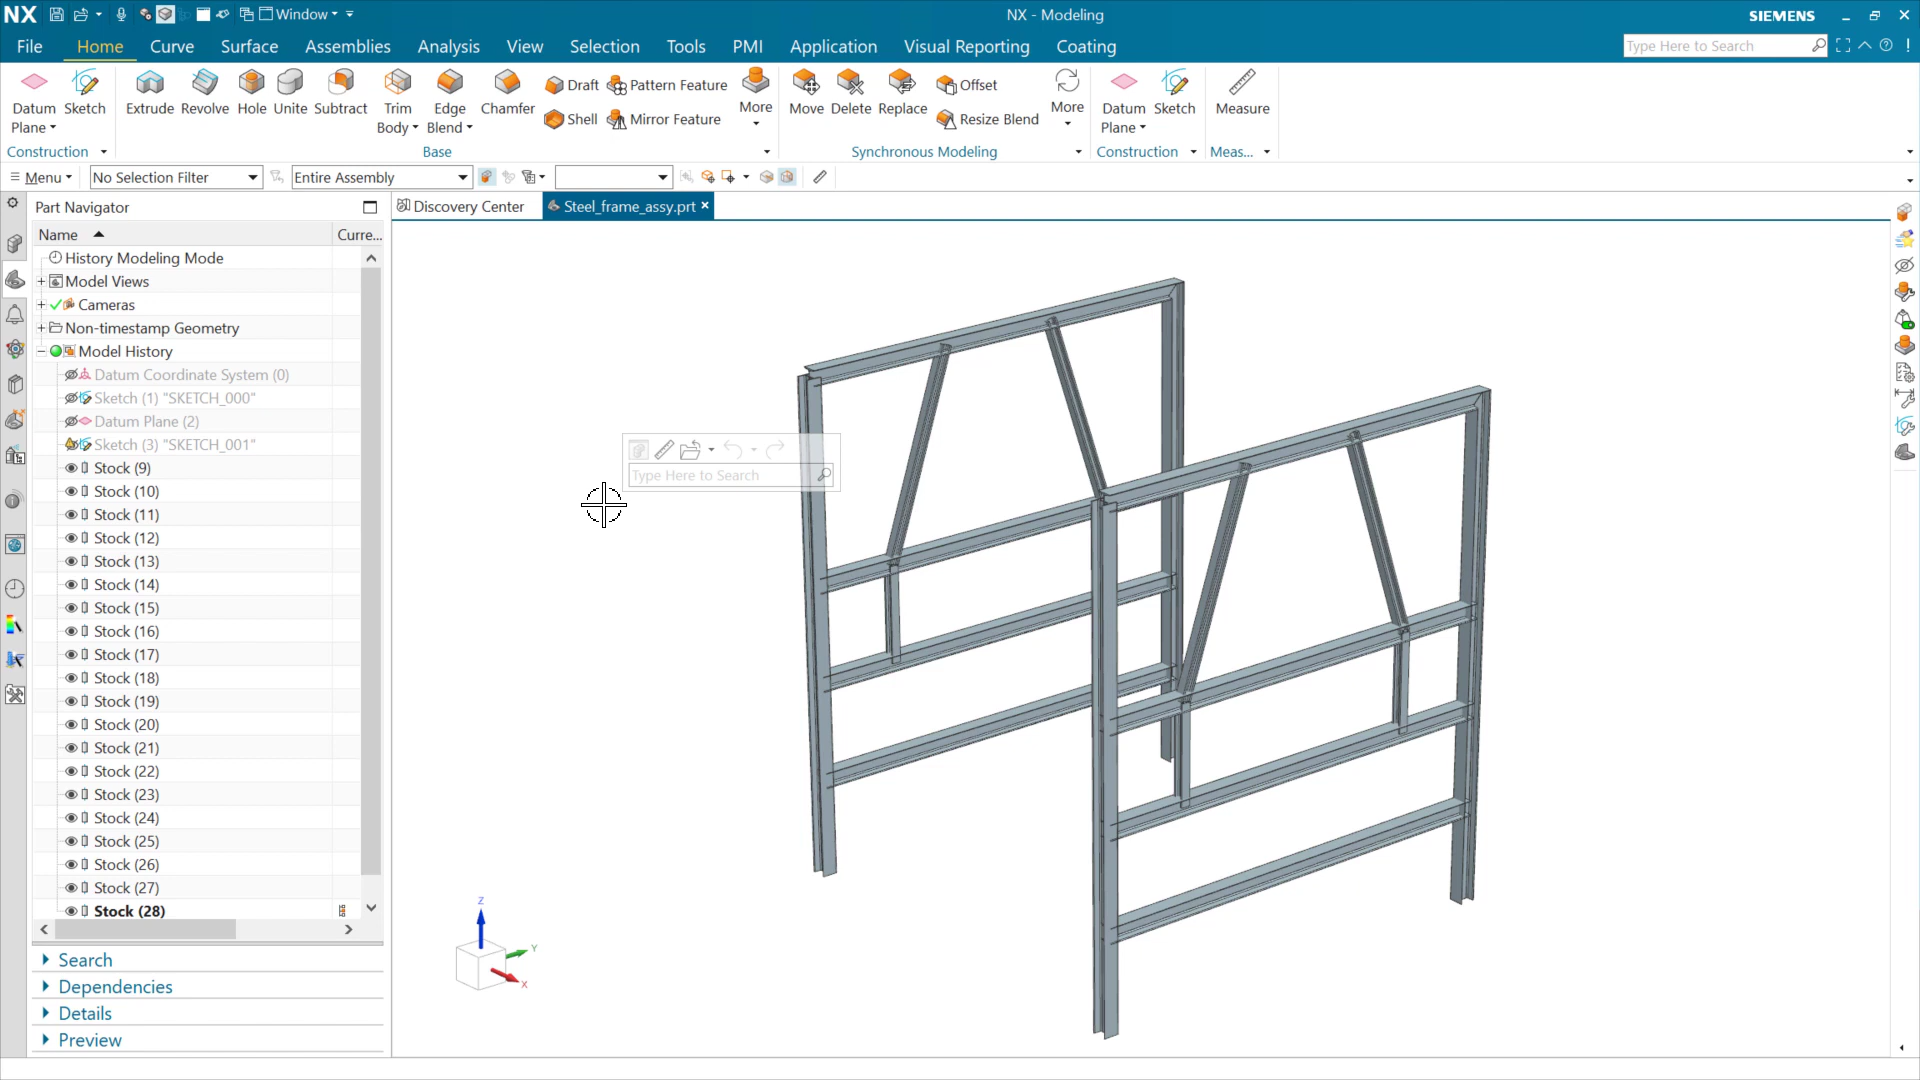 NX Window NX - Modeling SIEMENS
File Home Curve Surface Assemblies Analysis View Selection Tools PMI Application Visual Reporting Coating Type Here to Search
Datum Plane Sketch Extrude Revolve Hole Unite Subtract Trim Body Edge Blend Chamfer Draft Shell Pattern Feature Mirror Feature More Move Delete Replace Offset Resize Blend More Datum Plane Sketch Measure
Construction Base Synchronous Modeling Construction Meas...
Menu No Selection Filter Entire Assembly
Part Navigator Discovery Center Steel_frame_assy.prt
Name Curre...
History Modeling Mode
Model Views
Cameras
Non-timestamp Geometry
Model History
Datum Coordinate System (0)
Sketch (1) "SKETCH_000"
Datum Plane (2)
Sketch (3) "SKETCH_001"
Stock (9)
Stock (10)
Stock (11)
Stock (12)
Stock (13)
Stock (14)
Stock (15)
Stock (16)
Stock (17)
Stock (18)
Stock (19)
Stock (20)
Stock (21)
Stock (22)
Stock (23)
Stock (24)
Stock (25)
Stock (26)
Stock (27)
Stock (28)
Search
Dependencies
Details
Preview
Type Here to Search
Z
Y
X